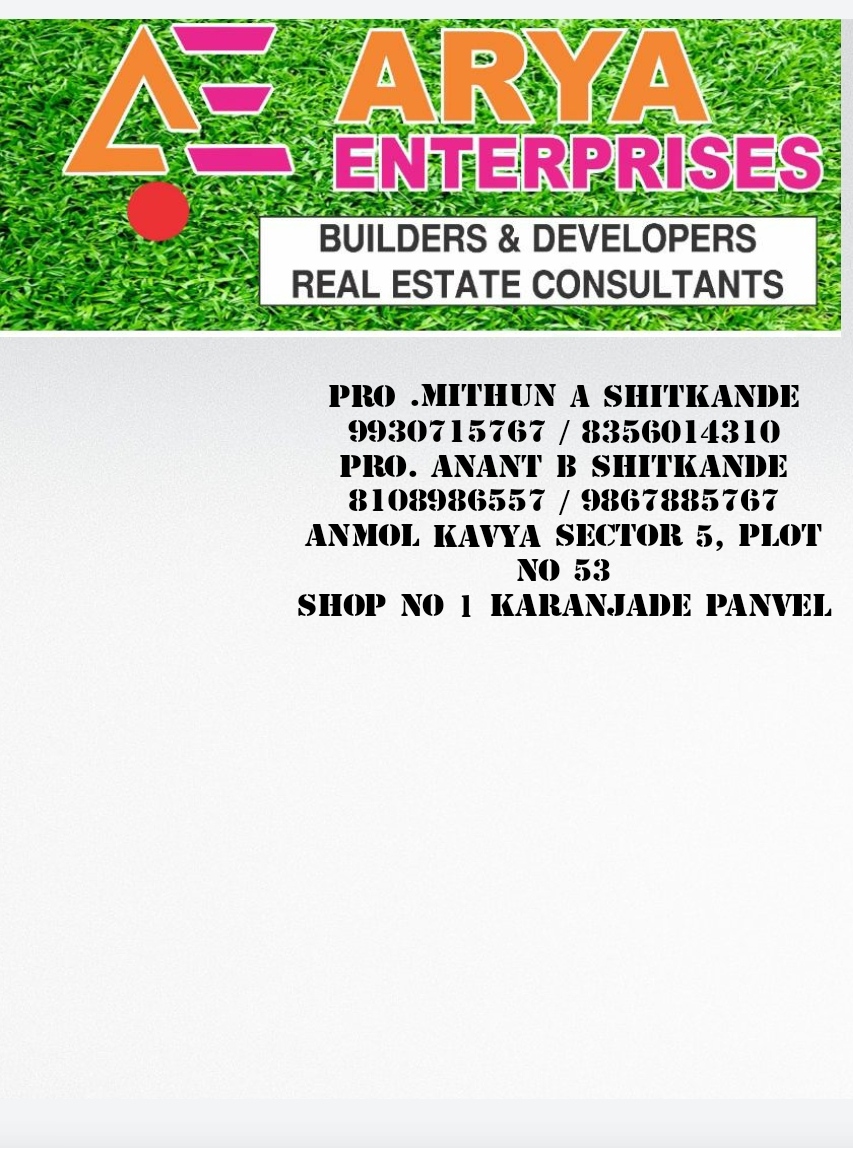 ARYA
ENTERPRISES
BUILDERS & DEVELOPERS
REAL ESTATE CONSULTANTS
PRO .MITHUN A SHITKANDE
9930715767 / 8356014310
PRO. ANANT B SHITKANDE
8108986557 / 9867885767
ANMOL KAVYA SECTOR 5, PLOT
NO 53
SHOP NO 1 KARANJADE PANVEL